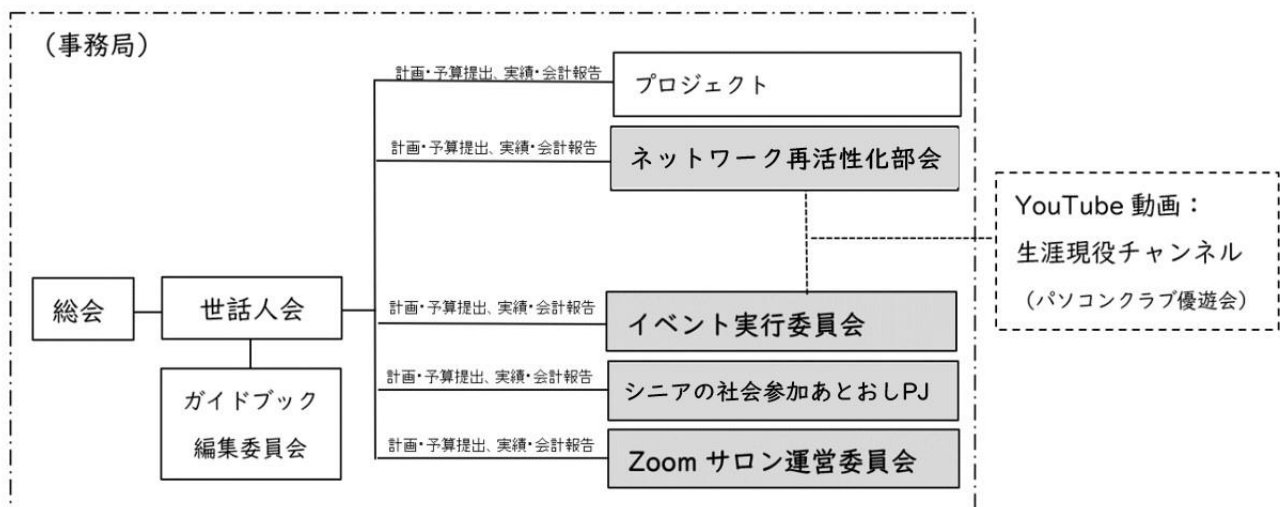 （事務局）
計画・予算提出、実績・会計報告
プロジェクト
計画・予算提出、実績・会計報告
ネットワーク再活性化部会
YouTube 動画：
生涯現役チャンネル
（パソコンクラブ優遊会）
総会
世話人会
計画・予算提出、実績・会計報告
イベント実行委員会
ガイドブック
編集委員会
計画・予算提出、実績・会計報告
シニアの社会参加あとおしPJ
計画・予算提出、実績・会計報告
Zoom サロン運営委員会